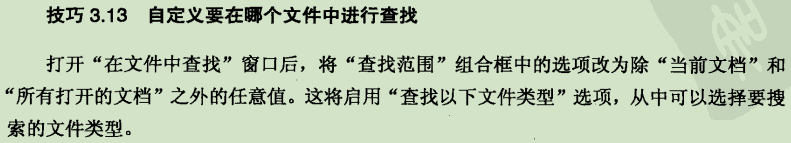 技巧 3.13 自定义要在哪个文件中进行查找
打开“在文件中查找”窗口后，将“查找范围”组合框中的选项改为除“当前文档”和
“所有打开的文档”之外的任意值。这将启用“查找以下文件类型”选项，从中可以选择要搜
索的文件类型。